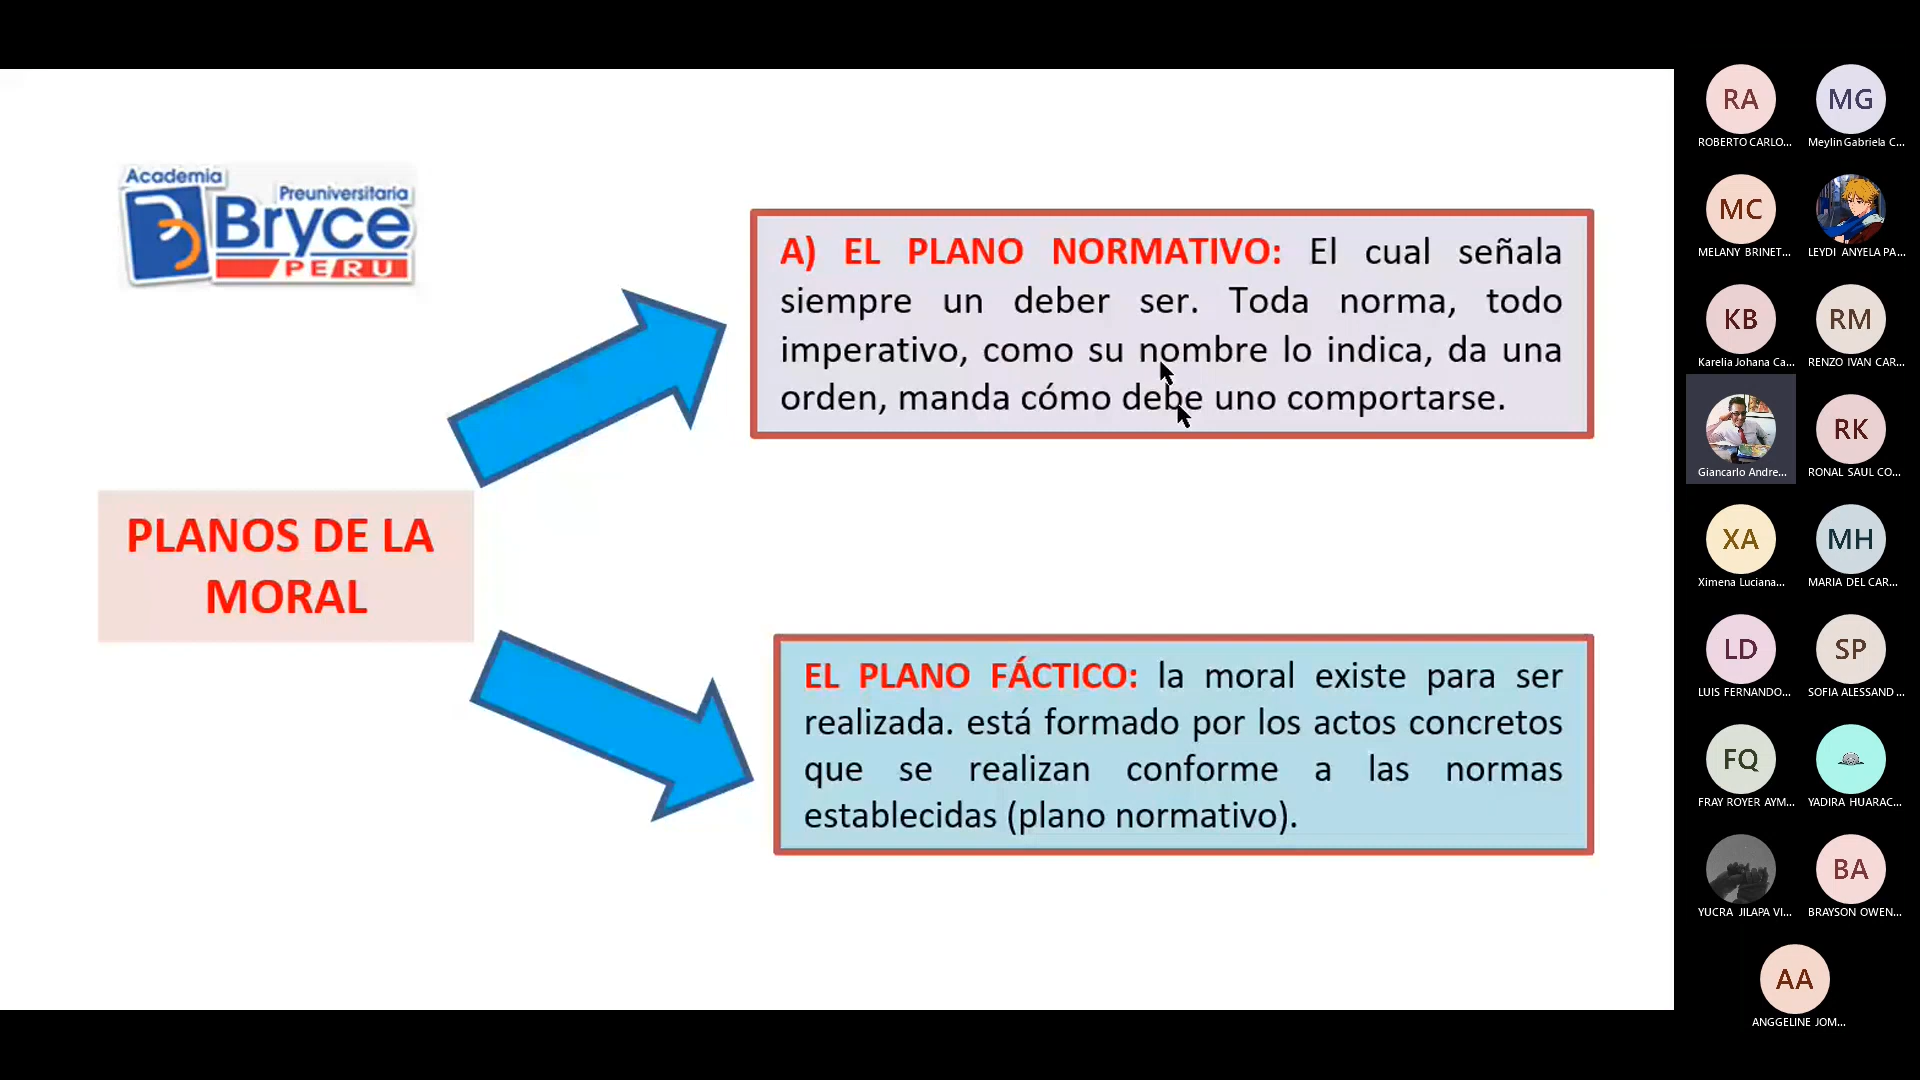 Academia
Preuniversitaria
Bryce
PERU
A) EL PLANO NORMATIVO: El cual señala
siempre un deber ser. Toda norma, todo
imperativo, como su nombre lo indica, da una
orden, manda cómo debe uno comportarse.
PLANOS DE LA
MORAL
EL PLANO FÁCTICO: la moral existe para ser
realizada. está formado por los actos concretos
que se realizan conforme a las normas
establecidas (plano normativo).
RA
ROBERTO CARLO...
MG
Meylin Gabriela C...
MC
MELANY BRINET...
LEYDI ANYELA PA...
KB
Karelia Johana Ca...
RM
RENZO IVAN CAR...
Giancarlo Andre...
RK
RONAL SAUL CO...
XA
Ximena Luciana...
MH
MARIA DEL CAR...
LD
LUIS FERNANDO...
SP
SOFIA ALESSAND...
FQ
FRAY ROYER AYM...
YADIRA HUARAC...
YUCRA JILAPA VI...
BA
BRAYSON OWEN...
AA
ANGGELINE JOM...